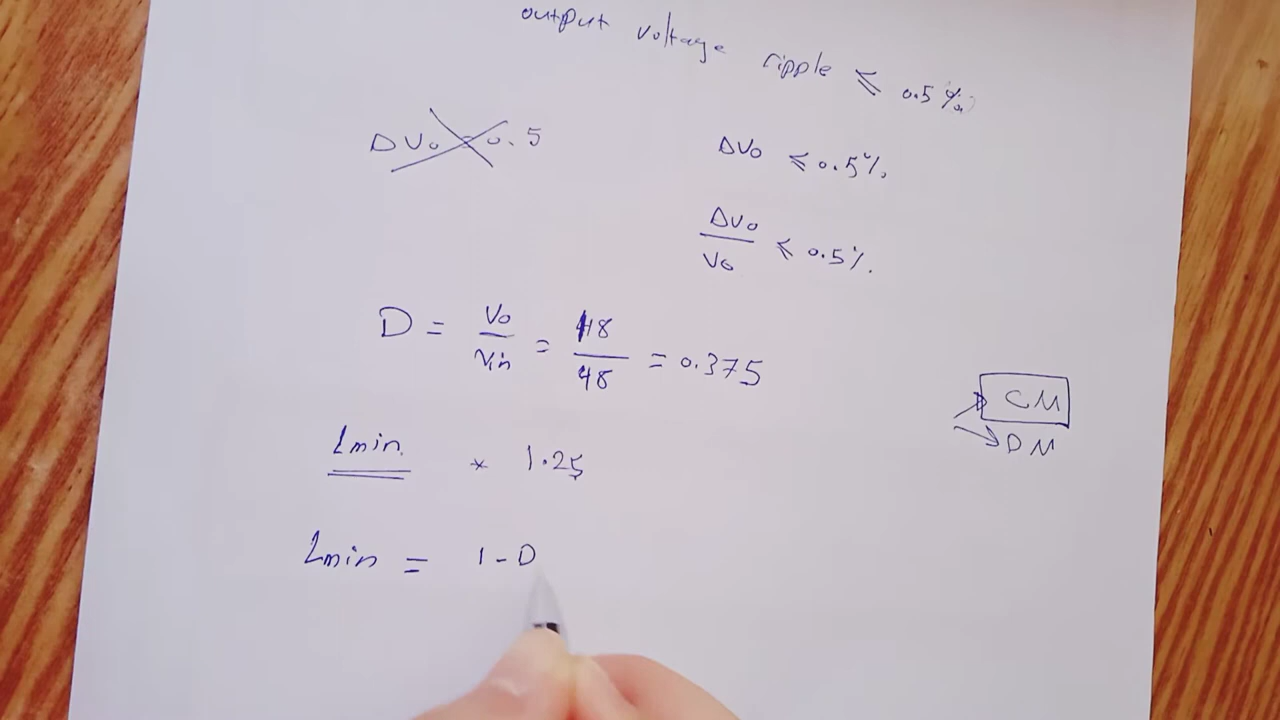 output voltage ripple ≤ 0.5%
ΔVo = 0.5
ΔVo ≤ 0.5%
ΔVo / Vo ≤ 0.5%
D = Vo / Vin = 18 / 48 = 0.375
CM
DM
Lmin * 1.25
Lmin = 1-D